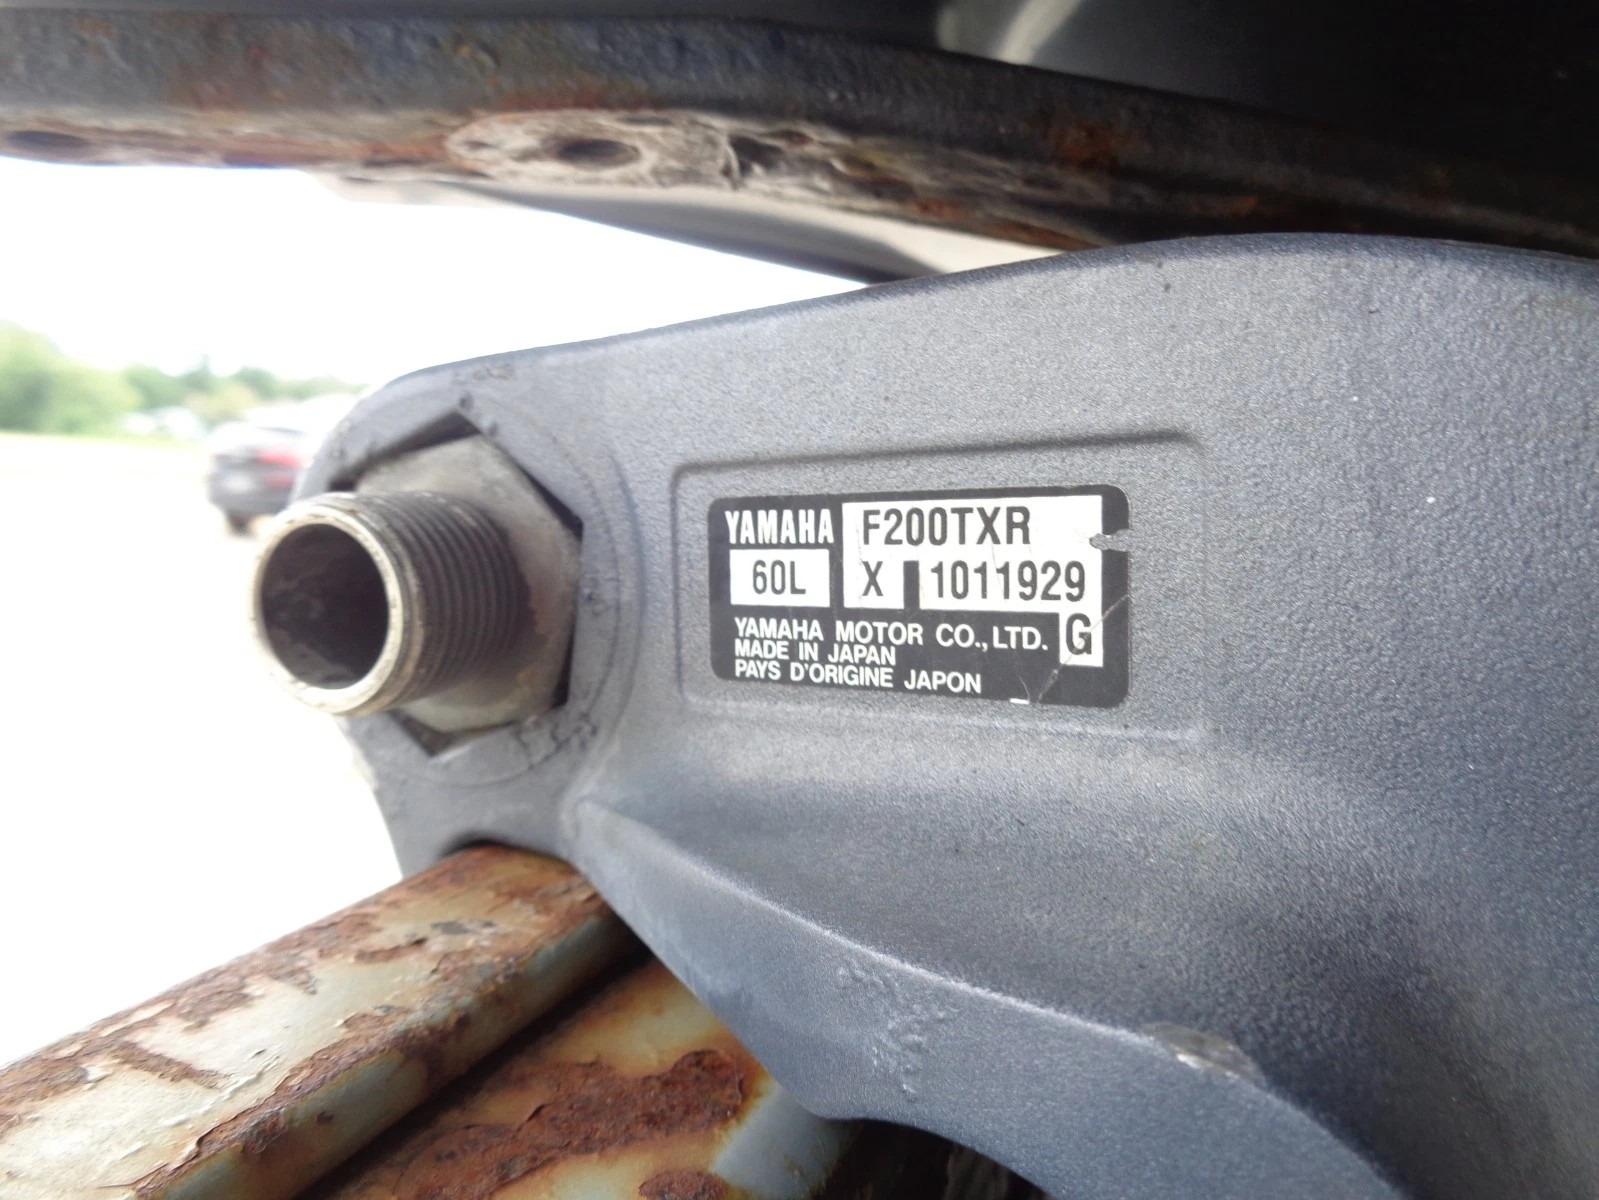 YAMAHA F200TXR
60L X 1011929
YAMAHA MOTOR CO., LTD. G
MADE IN JAPAN
PAYS D'ORIGINE JAPON